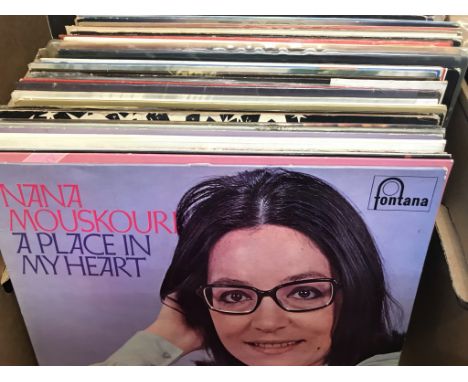 NANA
MOUSKOURI
A PLACE IN
MY HEART
fontana